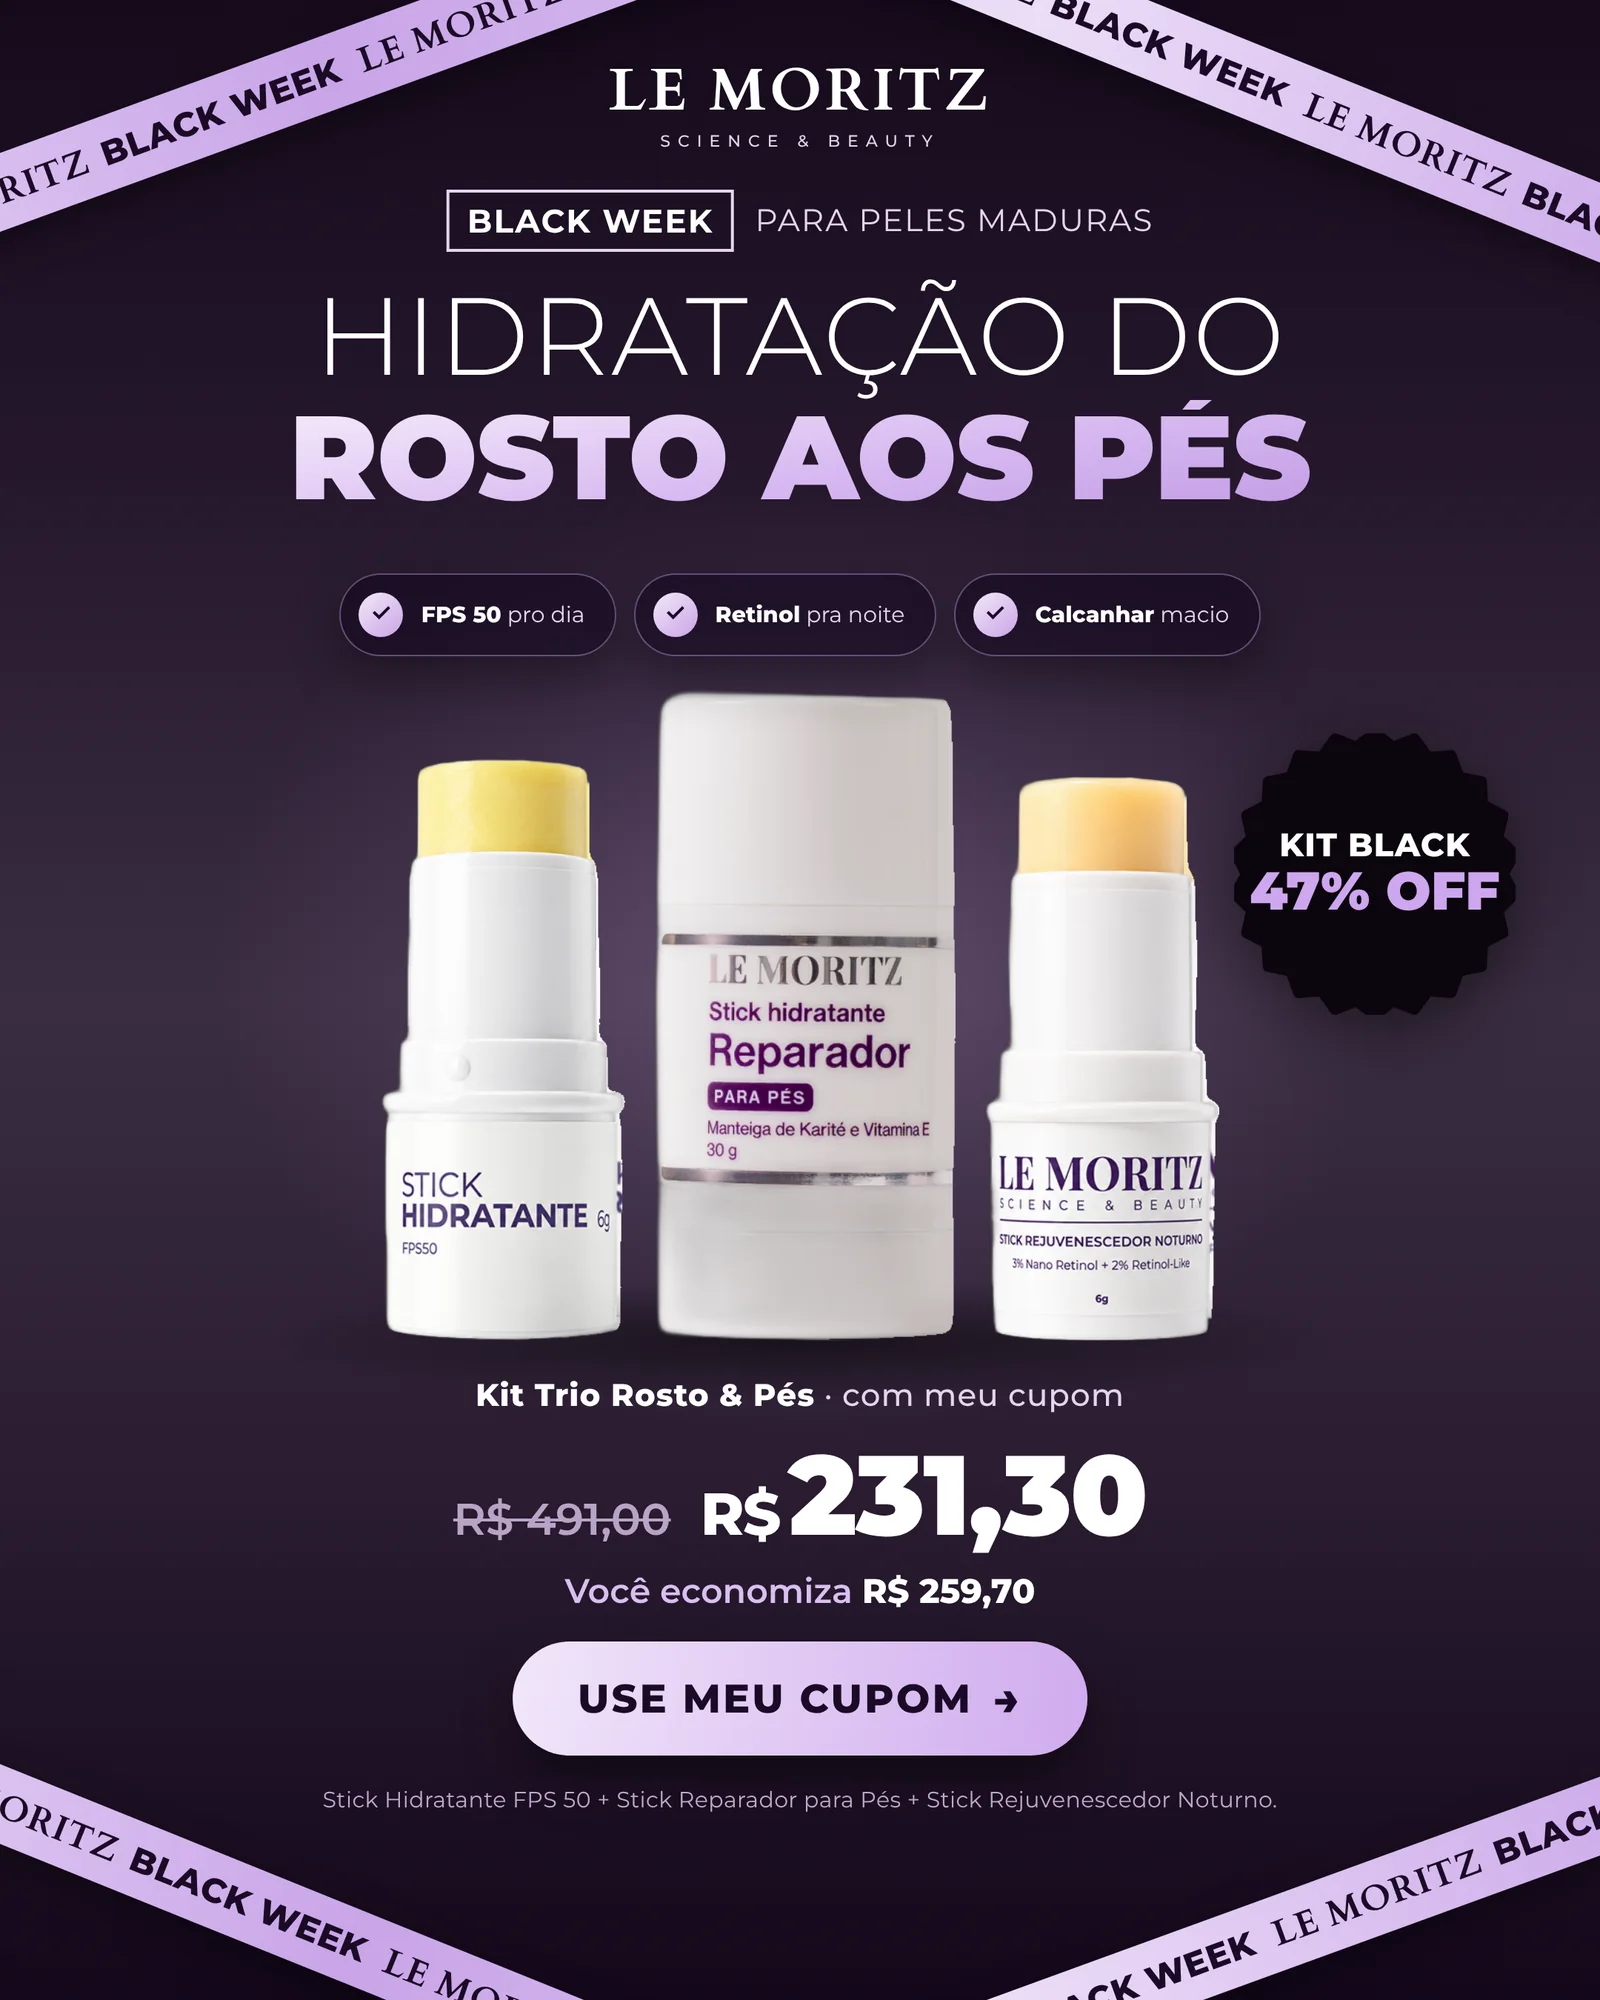 RITZ BLACK WEEK LE MORITZ
BLACK WEEK LE MORITZ BLACK
LE MORITZ
SCIENCE & BEAUTY
BLACK WEEK PARA PELES MADURAS
HIDRATAÇÃO DO
ROSTO AOS PÉS
FPS 50 pro dia
Retinol pra noite
Calcanhar macio
KIT BLACK
47% OFF
STICK
HIDRATANTE 6g
FPS50
LE MORITZ
Stick hidratante
Reparador
PARA PÉS
Manteiga de Karité e Vitamina E
30 g
LE MORITZ
SCIENCE & BEAUTY
STICK REJUVENESCEDOR NOTURNO
3% Nano Retinol + 2% Retinol-Like
6g
Kit Trio Rosto & Pés · com meu cupom
R$ 491,00 R$ 231,30
Você economiza R$ 259,70
USE MEU CUPOM →
Stick Hidratante FPS 50 + Stick Reparador para Pés + Stick Rejuvenescedor Noturno.
ORITZ BLACK WEEK LE MO
ACK WEEK LE MORITZ BLACK